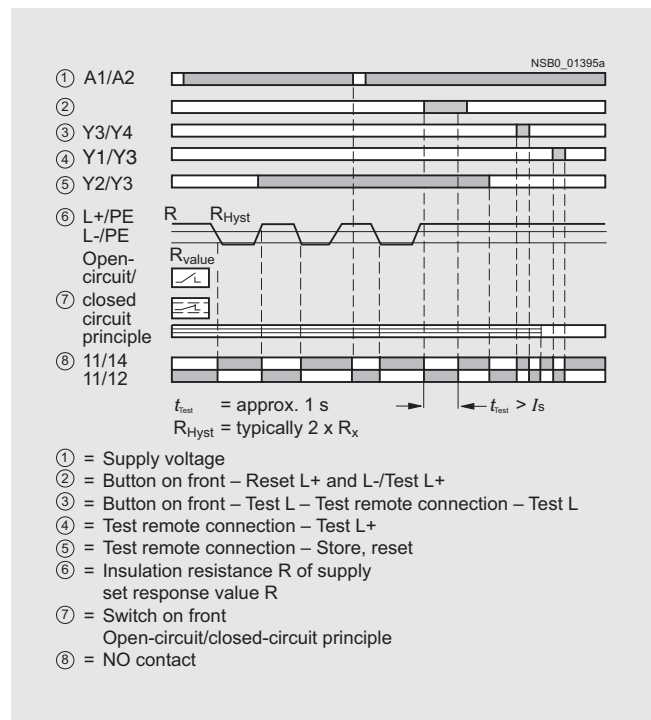 NSB0_01395a
① A1/A2
②
③ Y3/Y4
④ Y1/Y3
⑤ Y2/Y3
⑥ L+/PE R RHyst
L-/PE
Open- Rvalue
circuit/
⑦ closed
circuit
principle
⑧ 11/14
11/12
tTest = approx. 1 s tTest > Is
RHyst = typically 2 x Rx
① = Supply voltage
② = Button on front – Reset L+ and L-/Test L+
③ = Button on front – Test L – Test remote connection – Test L
④ = Test remote connection – Test L+
⑤ = Test remote connection – Store, reset
⑥ = Insulation resistance R of supply
set response value R
⑦ = Switch on front
Open-circuit/closed-circuit principle
⑧ = NO contact